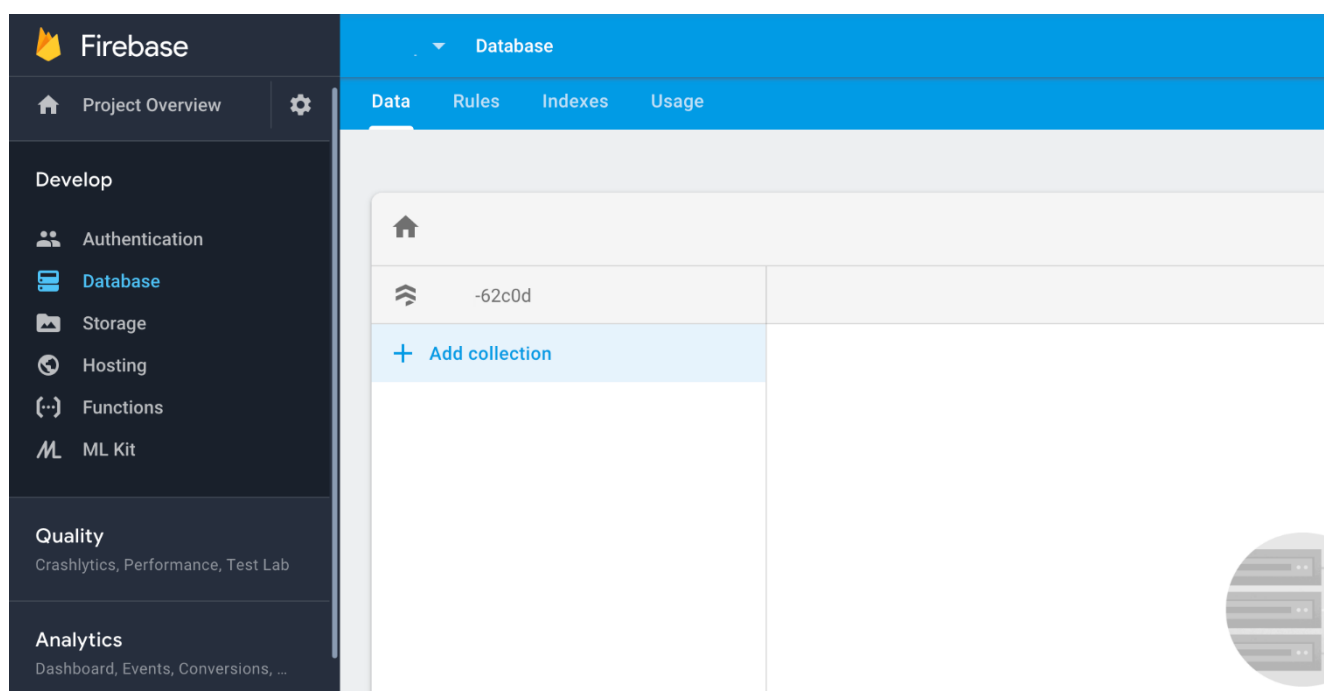 Firebase
Database
Project Overview
Data Rules Indexes Usage
Develop
Authentication
Database
Storage
Hosting
Functions
ML Kit
-62c0d
Add collection
Quality
Crashlytics, Performance, Test Lab
Analytics
Dashboard, Events, Conversions, ...